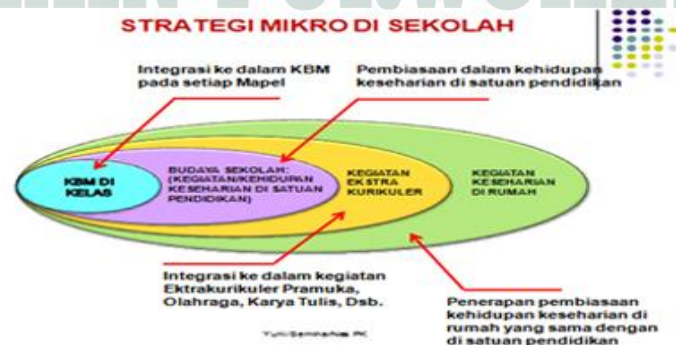 STRATEGI MIKRO DI SEKOLAH
Integrasi ke dalam KBM
pada setiap Mapel
Pembiasaan dalam kehidupan
keseharian di satuan pendidikan
KBM DI
KELAS
BUDAYA SEKOLAH:
(KEGIATAN/KEHIDUPAN
KESEHARIAN DI SATUAN
PENDIDIKAN)
KEGIATAN
EKSTRA
KURIKULER
KEGIATAN
KESEHARIAN
DI RUMAH
Integrasi ke dalam kegiatan
Ektrakurikuler Pramuka,
Olahraga, Karya Tulis, Dsb.
Penerapan pembiasaan
kehidupan keseharian di
rumah yang sama dengan
di satuan pendidikan